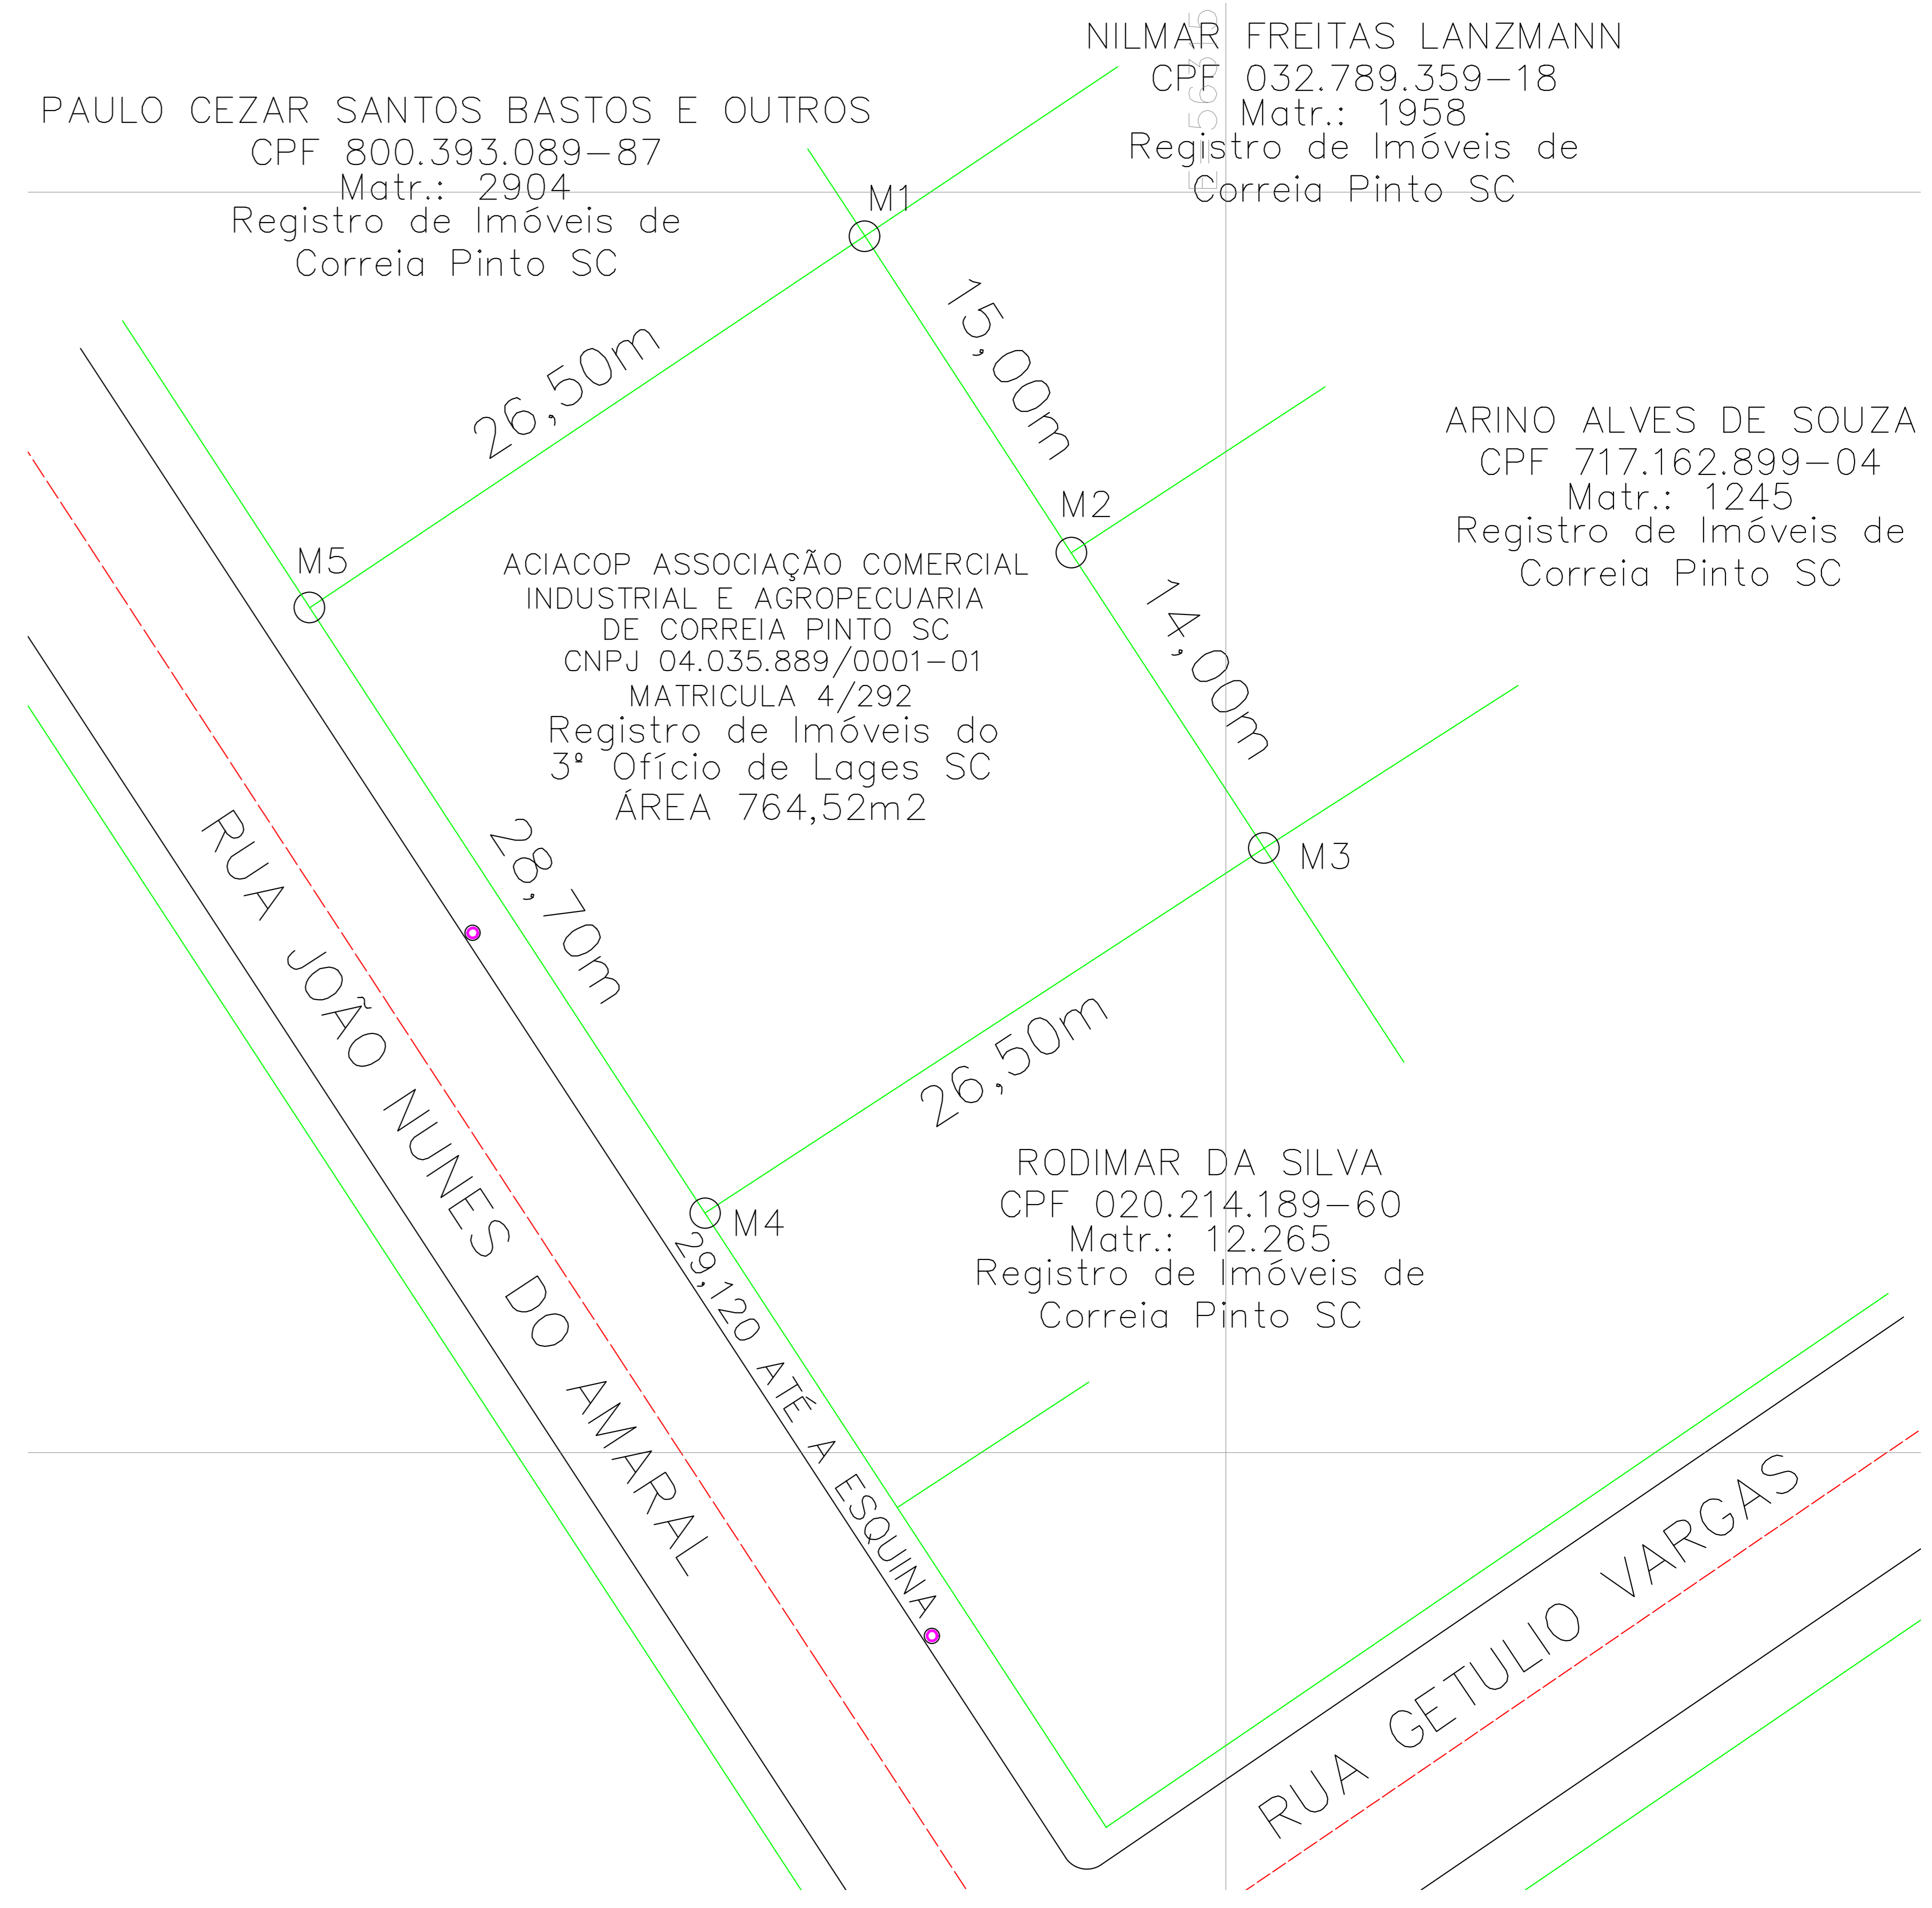 NILMAR FREITAS LANZMANN
CPF 032.789.359-18
Matr.: 1958
Registro de Imóveis de
Correia Pinto SC
PAULO CEZAR SANTOS BASTOS E OUTROS
CPF 800.393.089-87
Matr.: 2904
Registro de Imóveis de
Correia Pinto SC
M1
15,00m
26,50m
ARINO ALVES DE SOUZA
CPF 717.162.899-04
Matr.: 1245
Registro de Imóveis de
Correia Pinto SC
M2
M5
14,00m
ACIACOP ASSOCIAÇÃO COMERCIAL
INDUSTRIAL E AGROPECUARIA
DE CORREIA PINTO SC
CNPJ 04.035.889/0001-01
MATRICULA 4/292
Registro de Imóveis do
3º Ofício de Lages SC
ÁREA 764,52m2
M3
28,70m
RUA JOÃO NUNES DO AMARAL
26,50m
M4
RODIMAR DA SILVA
CPF 020.214.189-60
Matr.: 12.265
Registro de Imóveis de
Correia Pinto SC
29,120 ATÉ A ESQUINA
RUA GETULIO VARGAS